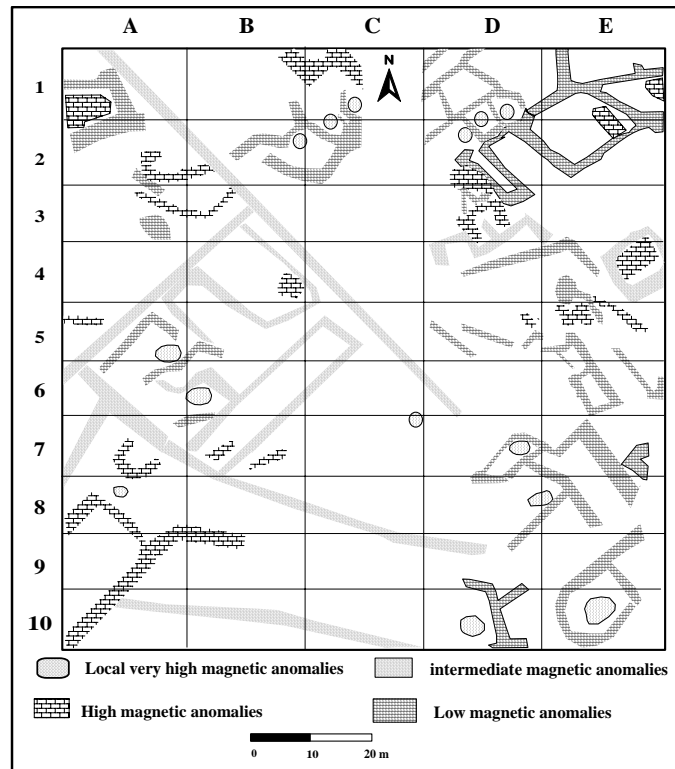 A B C D E
N
1
2
3
4
5
6
7
8
9
10
Local very high magnetic anomalies intermediate magnetic anomalies
High magnetic anomalies Low magnetic anomalies
0 10 20 m